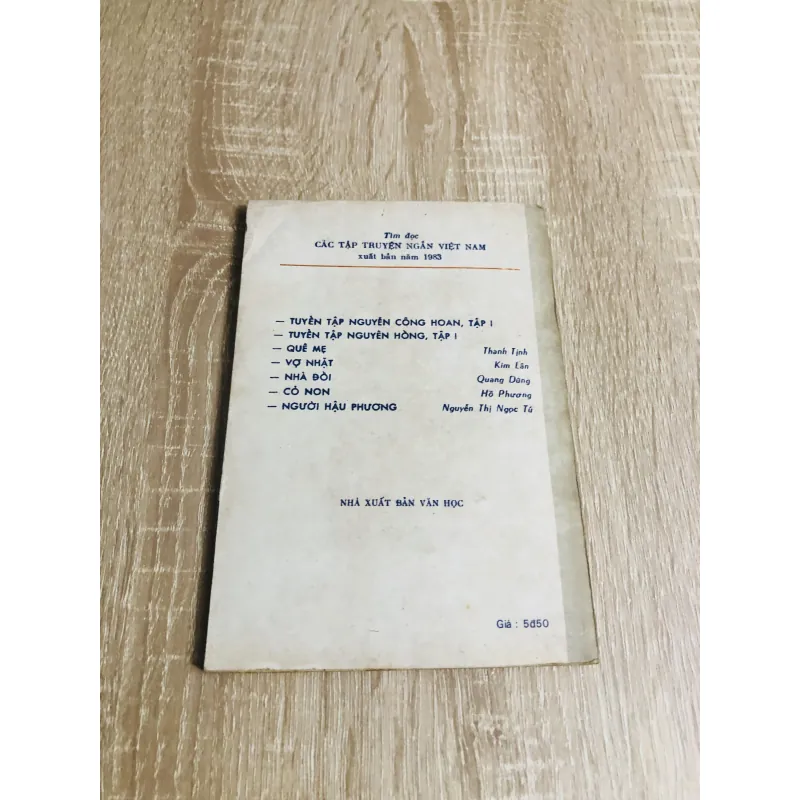 Tìm đọc
CÁC TẬP TRUYỆN NGẮN VIỆT NAM
xuất bản năm 1983
— TUYỂN TẬP NGUYỄN CÔNG HOAN, TẬP I
— TUYỂN TẬP NGUYÊN HỒNG, TẬP I
— QUÊ MẸ Thanh Tịnh
— VỢ NHẶT Kim Lân
— NHÀ ĐỒI Quang Dũng
— CỎ NON Hồ Phương
— NGƯỜI HẬU PHƯƠNG Nguyễn Thị Ngọc Tú
NHÀ XUẤT BẢN VĂN HỌC
Giá : 5đ50